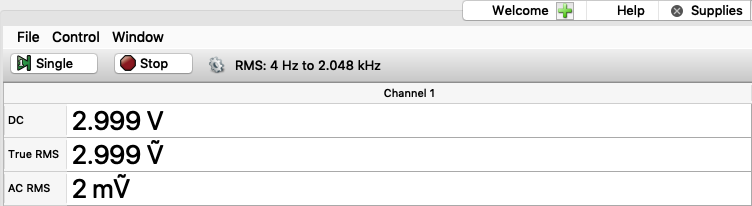 Welcome Help Supplies
File Control Window
Single Stop RMS: 4 Hz to 2.048 kHz
Channel 1
DC 2.999 V
True RMS 2.999 Ṽ
AC RMS 2 mṼ